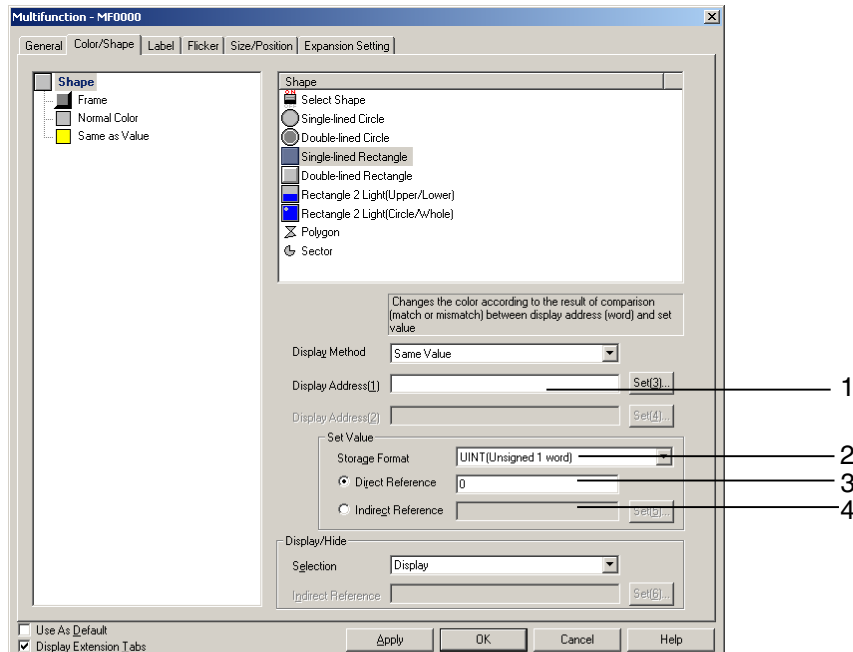 Multifunction - MF0000
General Color/Shape Label Flicker Size/Position Expansion Setting
Shape
Frame
Normal Color
Same as Value
Shape
Select Shape
Single-lined Circle
Double-lined Circle
Single-lined Rectangle
Double-lined Rectangle
Rectangle 2 Light(Upper/Lower)
Rectangle 2 Light(Circle/Whole)
Polygon
Sector
Changes the color according to the result of comparison
(match or mismatch) between display address (word) and set
value
Display Method Same Value
Display Address(1) Set(3)... 1
Display Address(2) Set(4)...
Set Value
Storage Format UINT(Unsigned 1 word) 2
Direct Reference 0 3
Indirect Reference Set(5)... 4
Display/Hide
Selection Display
Indirect Reference Set(6)...
Use As Default
Display Extension Tabs
Apply OK Cancel Help